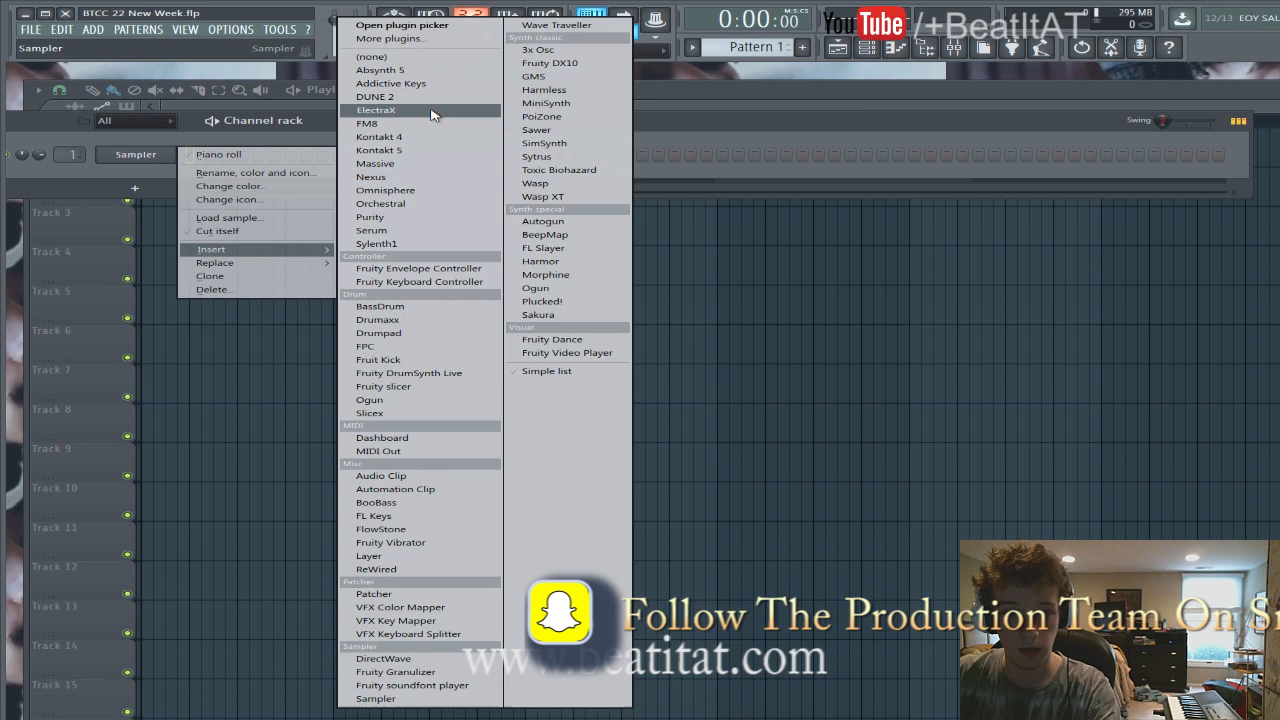 BTCC 22 New Week.flp
FILE EDIT ADD PATTERNS VIEW OPTIONS TOOLS ?
Sampler
Sampler
0:00:00
M:S:CS
Pattern 1
295 MB
0
12/13 EOY SAL
YouTube /+BeatItAT
Playl
All
Channel rack
Swing
1
Sampler
Track 3
Track 4
Track 5
Track 6
Track 7
Track 8
Track 9
Track 10
Track 11
Track 12
Track 13
Track 14
Track 15
Piano roll
Rename, color and icon...
Change color...
Change icon...
Load sample...
Cut itself
Insert
Replace
Clone
Delete...
Open plugin picker
More plugins...
(none)
Absynth 5
Addictive Keys
DUNE 2
ElectraX
FM8
Kontakt 4
Kontakt 5
Massive
Nexus
Omnisphere
Orchestral
Purity
Serum
Sylenth1
Controller
Fruity Envelope Controller
Fruity Keyboard Controller
Drum
BassDrum
Drumaxx
Drumpad
FPC
Fruit Kick
Fruity DrumSynth Live
Fruity slicer
Ogun
Slicex
MIDI
Dashboard
MIDI Out
Misc
Audio Clip
Automation Clip
BooBass
FL Keys
FlowStone
Fruity Vibrator
Layer
ReWired
Patcher
Patcher
VFX Color Mapper
VFX Key Mapper
VFX Keyboard Splitter
Sampler
DirectWave
Fruity Granulizer
Fruity soundfont player
Sampler
Wave Traveller
Synth classic
3x Osc
Fruity DX10
GMS
Harmless
MiniSynth
PoiZone
Sawer
SimSynth
Sytrus
Toxic Biohazard
Wasp
Wasp XT
Synth special
Autogun
BeepMap
FL Slayer
Harmor
Morphine
Ogun
Plucked!
Sakura
Visual
Fruity Dance
Fruity Video Player
Simple list
Follow The Production Team On S
www.beatitat.com